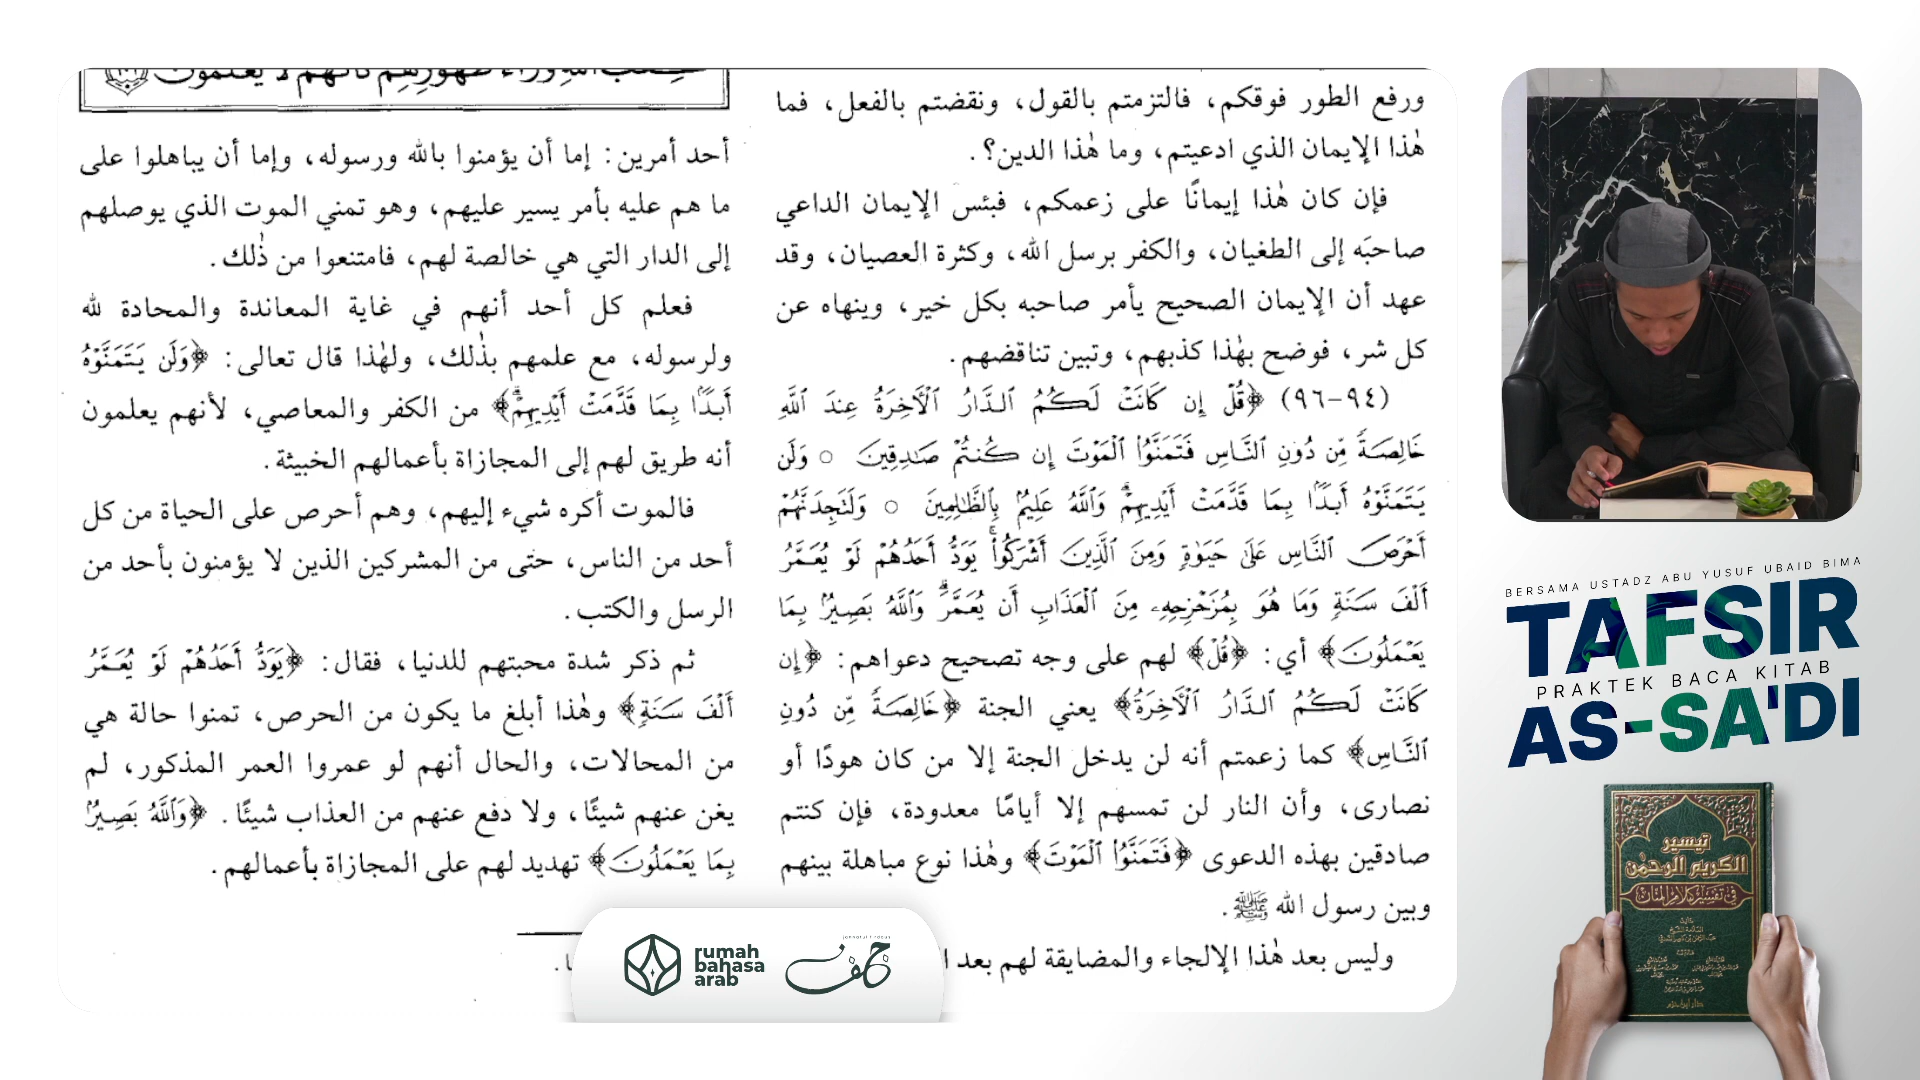 ورفع الطور فوقكم، فالتزمتم بالقول، ونقضتم بالفعل، فما
هٰذا الإيمان الذي ادعيتم، وما هٰذا الدين؟.
فإن كان هٰذا إيمانًا على زعمكم، فبئس الإيمان الداعي
صاحبَه إلى الطغيان، والكفر برسل الله، وكثرة العصيان، وقد
عهد أن الإيمان الصحيح يأمر صاحبه بكل خير، وينهاه عن
كل شر، فوضح بهٰذا كذبهم، وتبين تناقضهم.
(٩٤-٩٦) ﴿قُلْ إِن كَانَتْ لَكُمُ الدَّارُ الْآخِرَةُ عِندَ اللَّهِ
خَالِصَةً مِّن دُونِ النَّاسِ فَتَمَنَّوُا الْمَوْتَ إِن كُنتُمْ صَادِقِينَ ○ وَلَن
يَتَمَنَّوْهُ أَبَدًا بِمَا قَدَّمَتْ أَيْدِيهِمْ ۗ وَاللَّهُ عَلِيمٌ بِالظَّالِمِينَ ○ وَلَتَجِدَنَّهُمْ
أَحْرَصَ النَّاسِ عَلَىٰ حَيَوٰةٍ وَمِنَ الَّذِينَ أَشْرَكُوا ۚ يَوَدُّ أَحَدُهُمْ لَوْ يُعَمَّرُ
أَلْفَ سَنَةٍ وَمَا هُوَ بِمُزَحْزِحِهِ مِنَ الْعَذَابِ أَن يُعَمَّرَ ۗ وَاللَّهُ بَصِيرٌ بِمَا
يَعْمَلُونَ﴾ أي: ﴿قُلْ﴾ لهم على وجه تصحيح دعواهم: ﴿إِن
كَانَتْ لَكُمُ الدَّارُ الْآخِرَةُ﴾ يعني الجنة ﴿خَالِصَةً مِّن دُونِ
النَّاسِ﴾ كما زعمتم أنه لن يدخل الجنة إلا من كان هودًا أو
نصارى، وأن النار لن تمسهم إلا أيامًا معدودة، فإن كنتم
صادقين بهذه الدعوى ﴿فَتَمَنَّوُا الْمَوْتَ﴾ وهٰذا نوع مباهلة بينهم
وبين رسول الله ﷺ.
وليس بعد هٰذا الإلجاء والمضايقة لهم بعد
وراء ظهورهم كأنهم لا يعلمون
أحد أمرين: إما أن يؤمنوا بالله ورسوله، وإما أن يباهلوا على
ما هم عليه بأمر يسير عليهم، وهو تمني الموت الذي يوصلهم
إلى الدار التي هي خالصة لهم، فامتنعوا من ذٰلك.
فعلم كل أحد أنهم في غاية المعاندة والمحادة لله
ولرسوله، مع علمهم بذٰلك، ولهٰذا قال تعالى: ﴿وَلَن يَتَمَنَّوْهُ
أَبَدًا بِمَا قَدَّمَتْ أَيْدِيهِمْ ۗ﴾ من الكفر والمعاصي، لأنهم يعلمون
أنه طريق لهم إلى المجازاة بأعمالهم الخبيثة.
فالموت أكره شيء إليهم، وهم أحرص على الحياة من كل
أحد من الناس، حتى من المشركين الذين لا يؤمنون بأحد من
الرسل والكتب.
ثم ذكر شدة محبتهم للدنيا، فقال: ﴿يَوَدُّ أَحَدُهُمْ لَوْ يُعَمَّرُ
أَلْفَ سَنَةٍ﴾ وهٰذا أبلغ ما يكون من الحرص، تمنوا حالة هي
من المحالات، والحال أنهم لو عمروا العمر المذكور، لم
يغن عنهم شيئًا، ولا دفع عنهم من العذاب شيئًا. ﴿وَاللَّهُ بَصِيرٌ
بِمَا يَعْمَلُونَ﴾ تهديد لهم على المجازاة بأعمالهم.
rumah
bahasa
arab
BERSAMA USTADZ ABU YUSUF UBAID BIMA
TAFSIR
PRAKTEK BACA KITAB
AS-SA'DI
تيسير
الكريم الرحمن
في تفسير كلام المنان